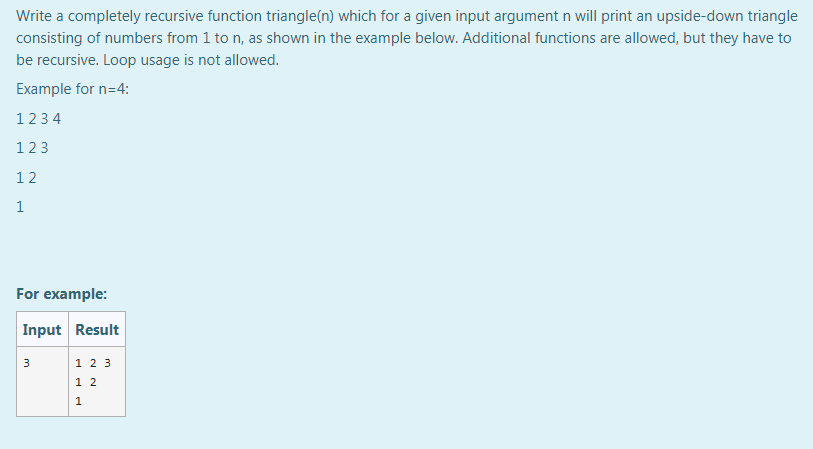 Write a completely recursive function triangle(n) which for a given input argument n will print an upside-down triangle
consisting of numbers from 1 to n, as shown in the example below. Additional functions are allowed, but they have to
be recursive. Loop usage is not allowed.
Example for n=4:
1 2 3 4
1 2 3
1 2
1
For example:
Input Result
3 1 2 3
1 2
1